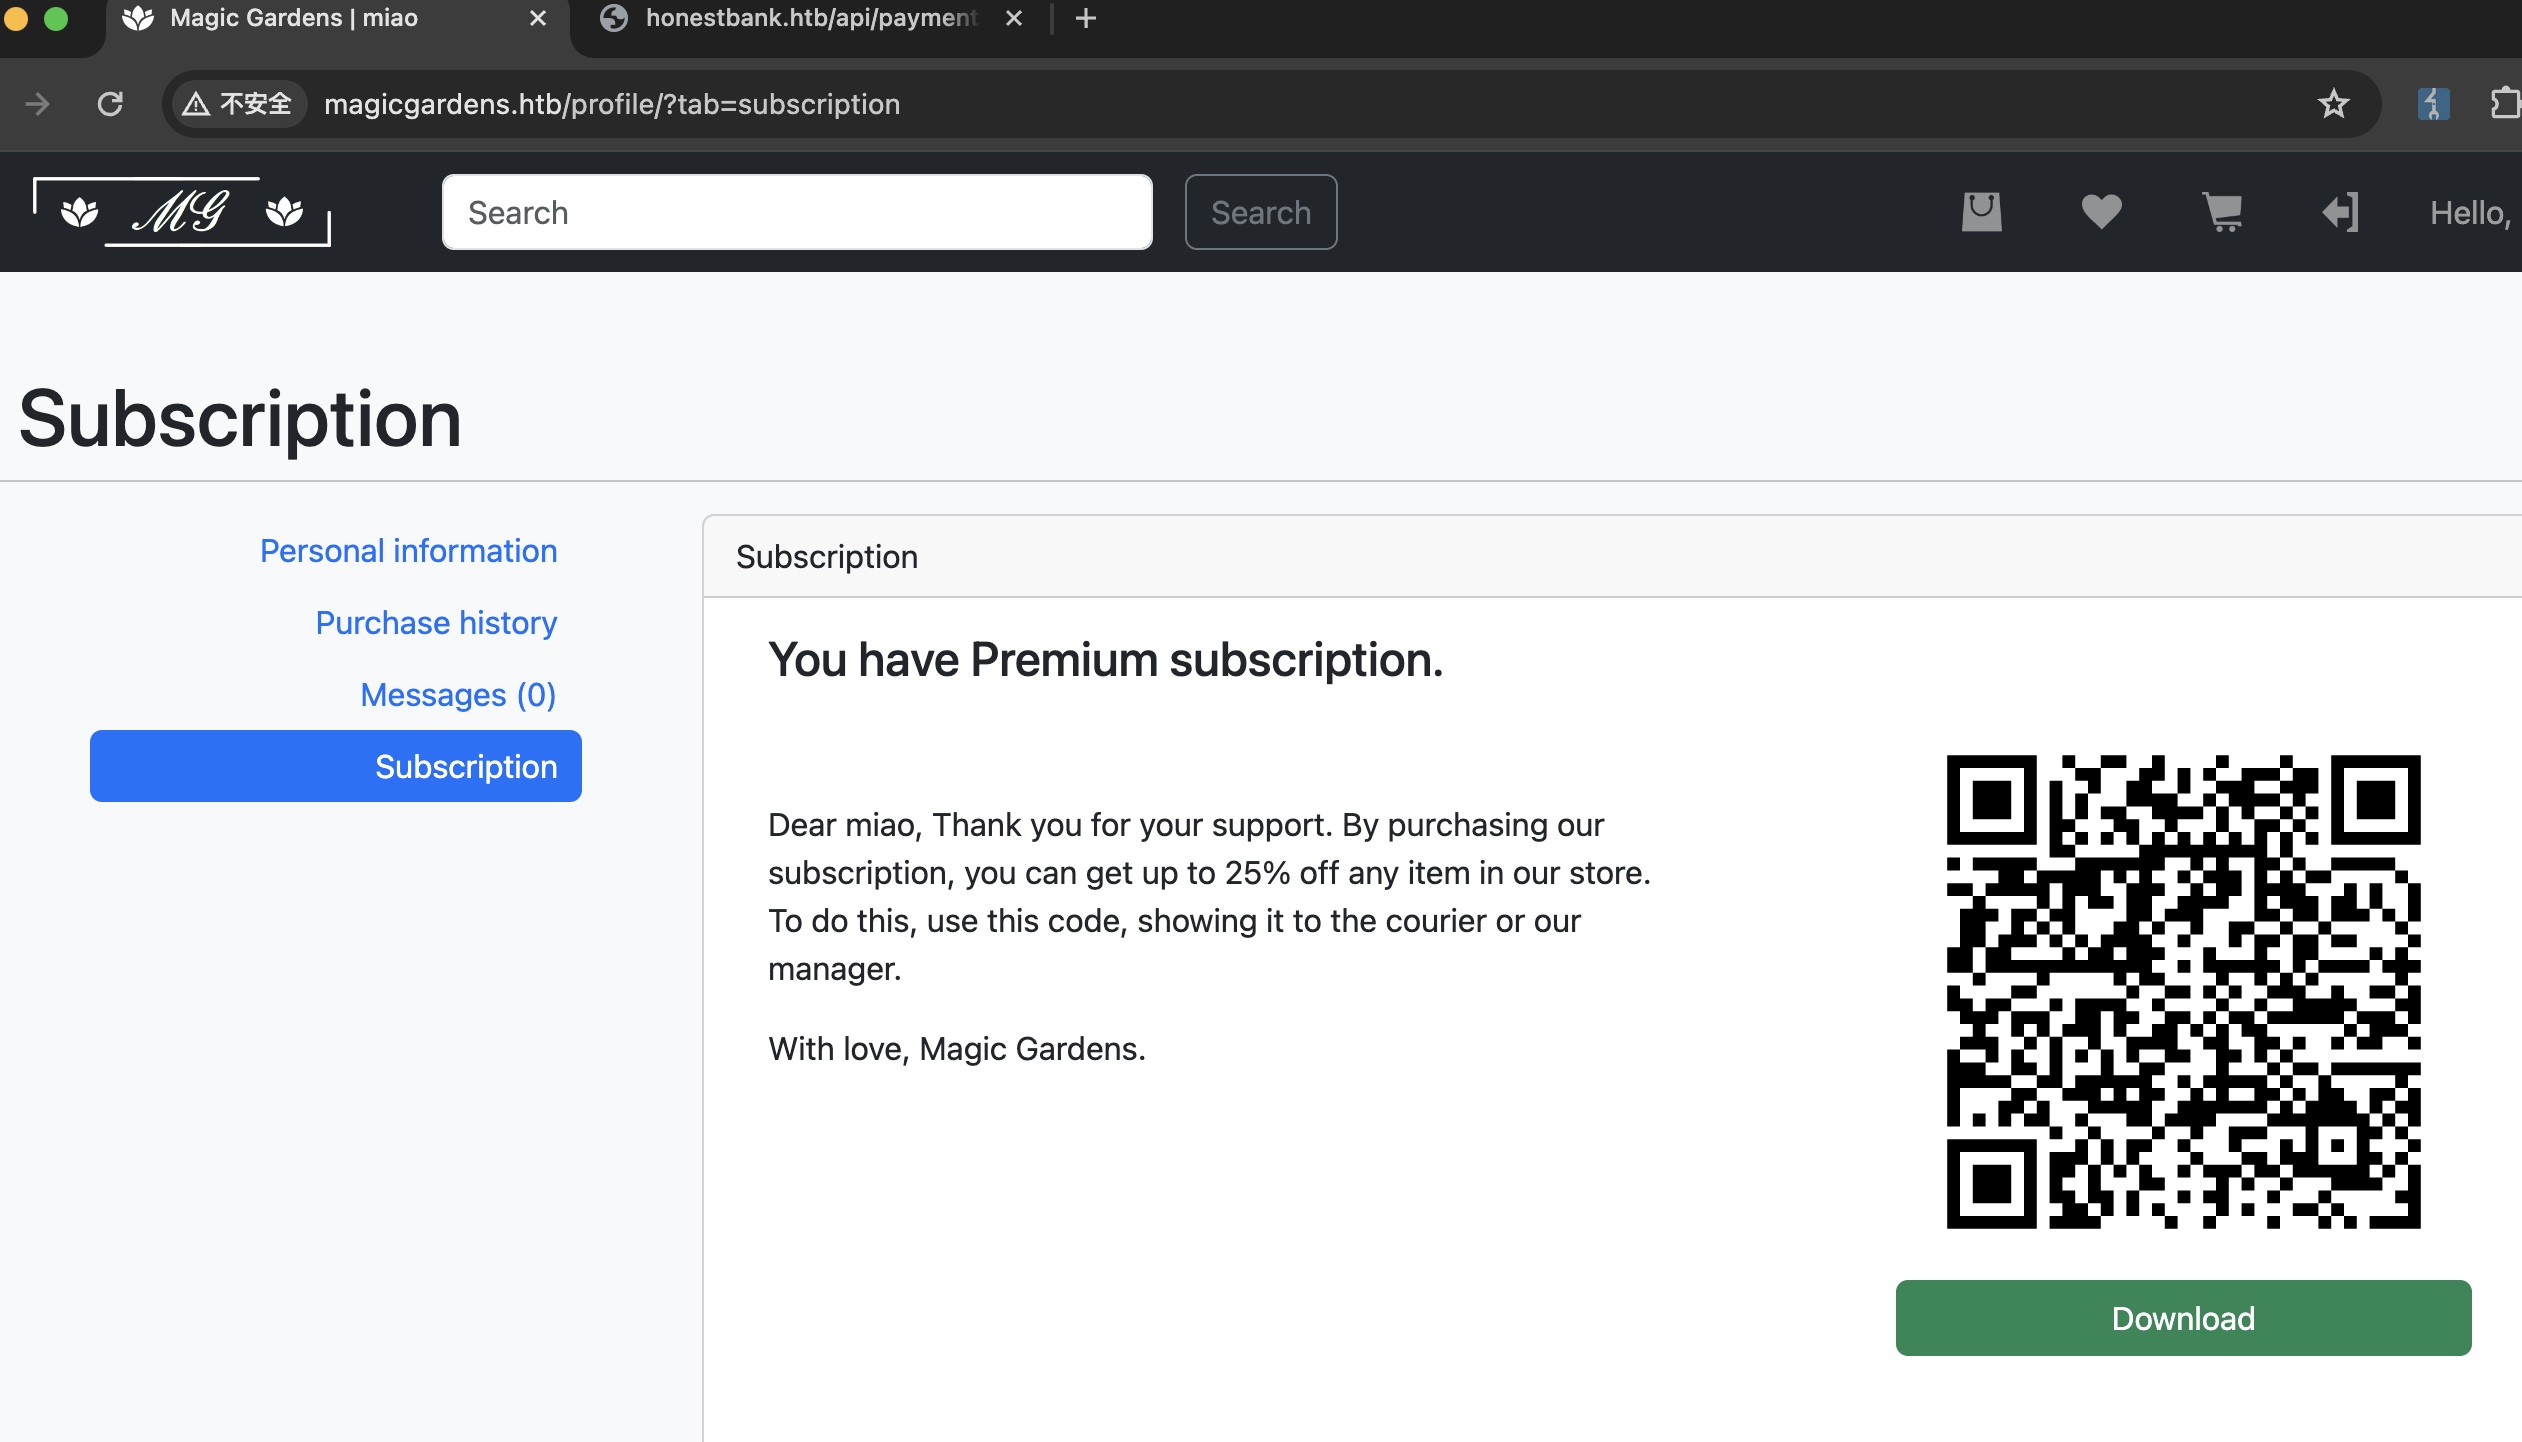 Magic Gardens | miao
honestbank.htb/api/payment
不安全
magicgardens.htb/profile/?tab=subscription
MG
Search
Search
Hello,
Subscription
Personal information
Purchase history
Messages (0)
Subscription
Subscription
You have Premium subscription.
Dear miao, Thank you for your support. By purchasing our
subscription, you can get up to 25% off any item in our store.
To do this, use this code, showing it to the courier or our
manager.
With love, Magic Gardens.
Download